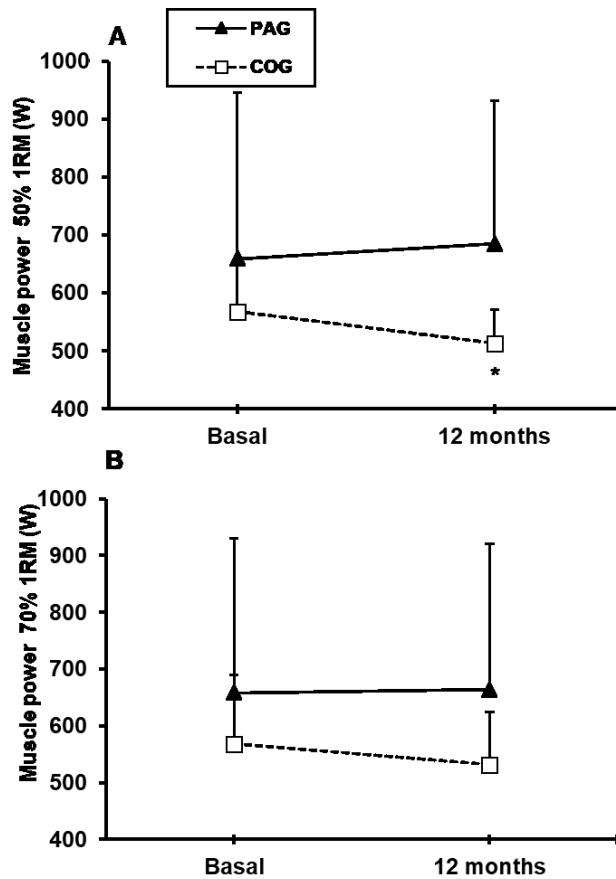 A
PAG
COG
Muscle power 50% 1RM (W)
1000
900
800
700
600
500
400
*
Basal 12 months
B
Muscle power 70% 1RM (W)
1000
900
800
700
600
500
400
Basal 12 months